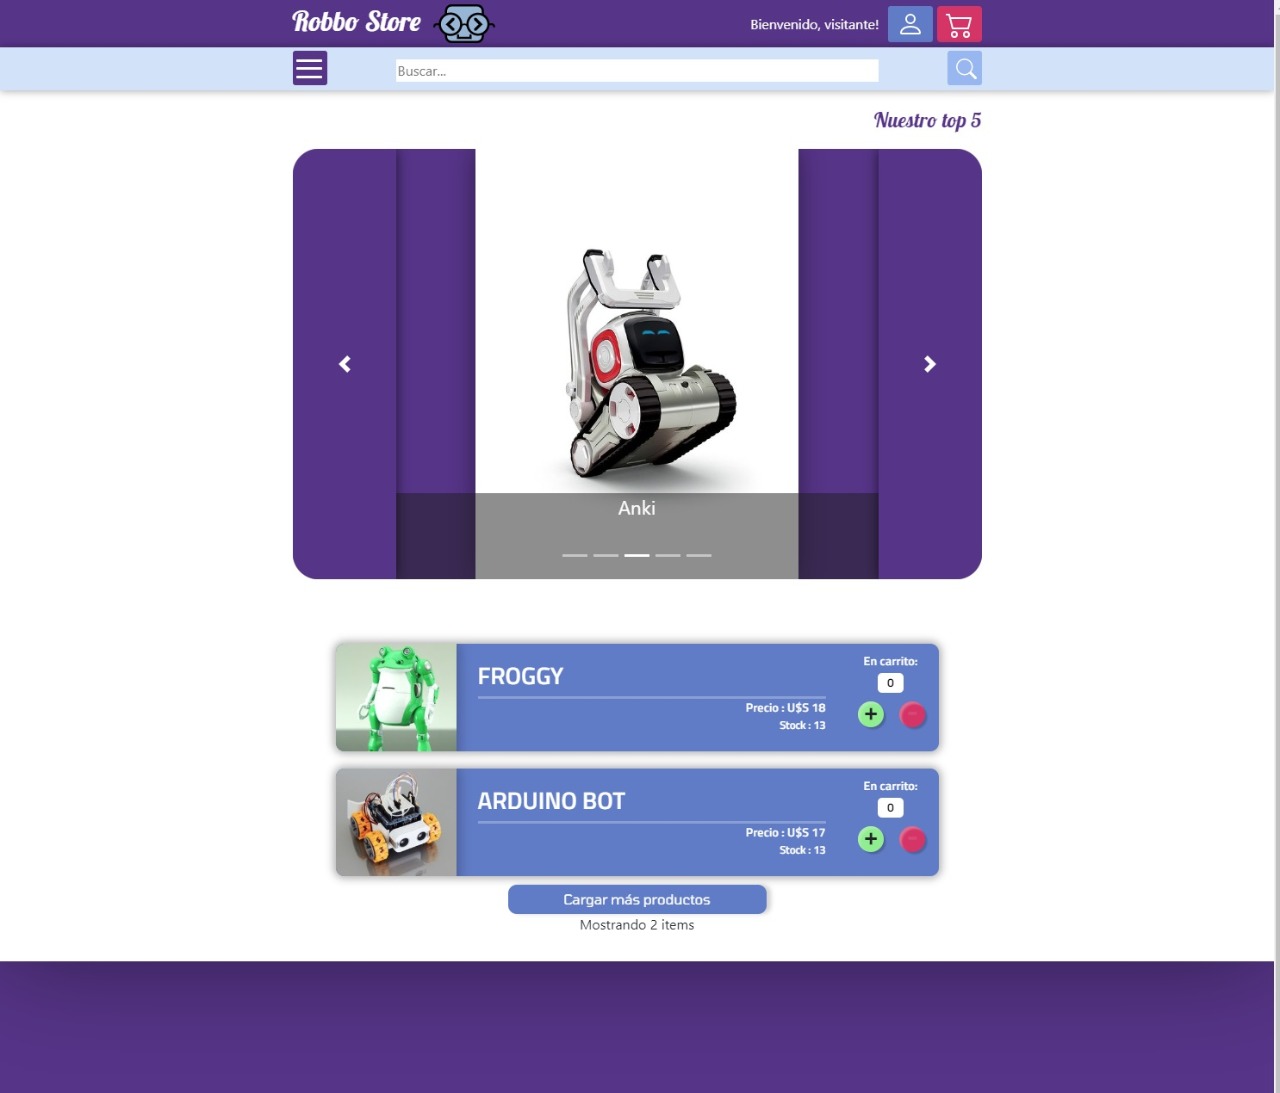 Robbo Store
Bienvenido, visitante!
Buscar...
Nuestro top 5
Anki
FROGGY
Precio : U$S 18
Stock : 13
En carrito:
0
+
-
ARDUINO BOT
Precio : U$S 17
Stock : 13
En carrito:
0
+
-
Cargar más productos
Mostrando 2 items